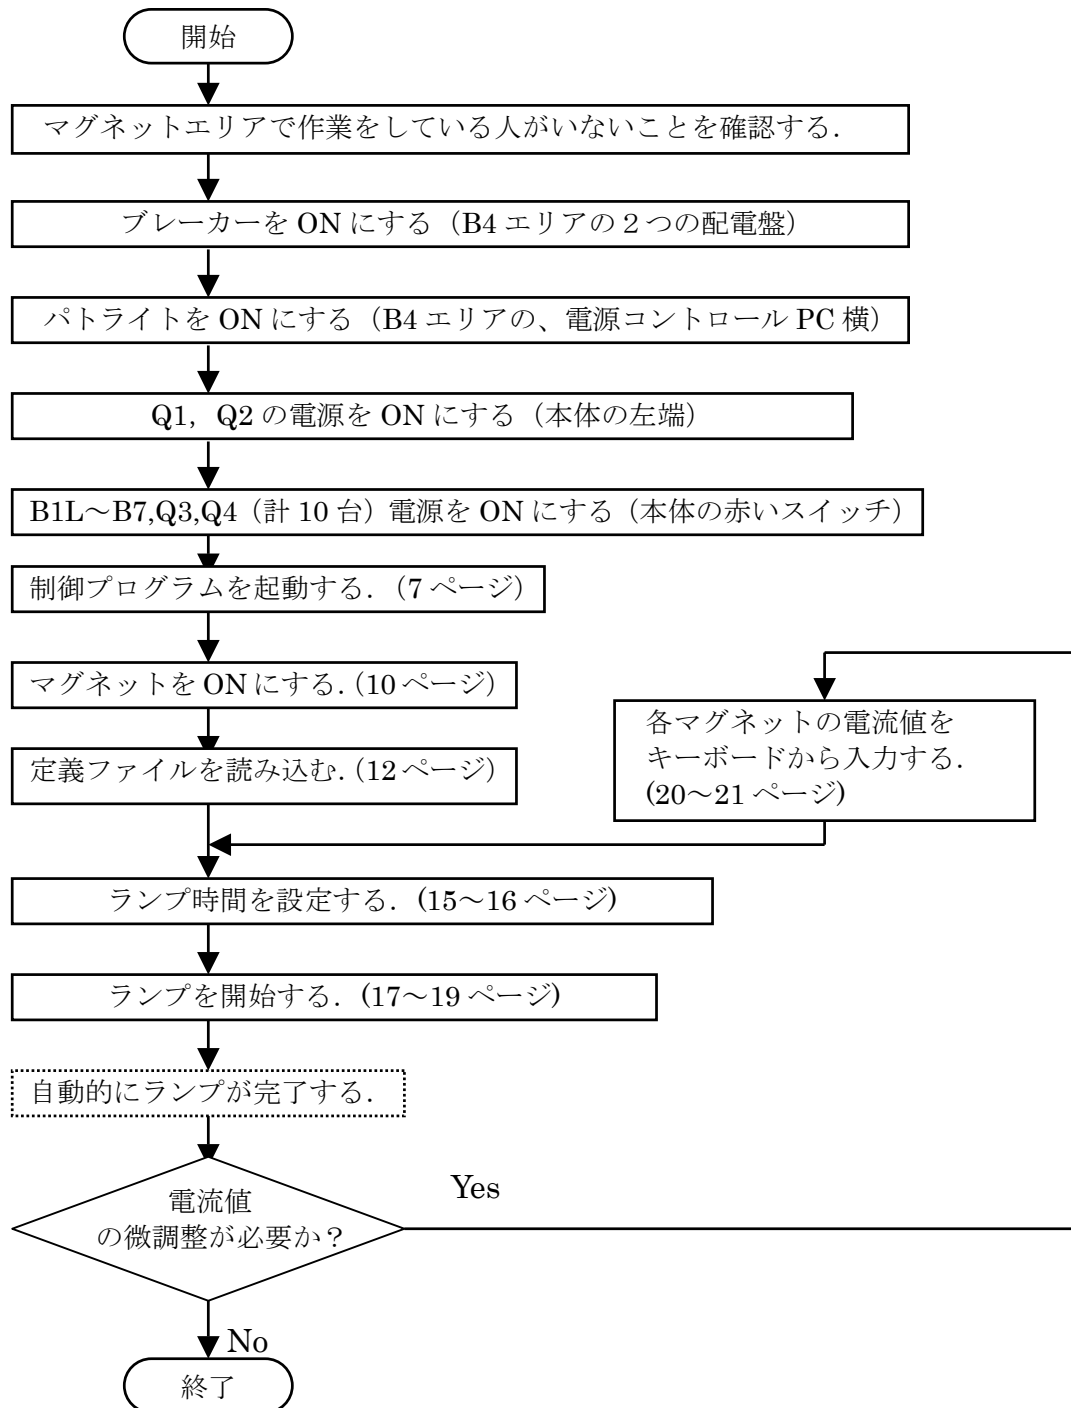 開始
マグネットエリアで作業をしている人がいないことを確認する．
ブレーカーを ON にする（B4 エリアの２つの配電盤）
パトライトを ON にする（B4 エリアの、電源コントロール PC 横）
Q1，Q2 の電源を ON にする（本体の左端）
B1L～B7,Q3,Q4（計 10 台）電源を ON にする（本体の赤いスイッチ）
制御プログラムを起動する．（7 ページ）
マグネットを ON にする．（10 ページ）
定義ファイルを読み込む．（12 ページ）
各マグネットの電流値を
キーボードから入力する．
(20～21 ページ)
ランプ時間を設定する．(15～16 ページ)
ランプを開始する．(17～19 ページ)
自動的にランプが完了する．
電流値
の微調整が必要か？
Yes
No
終了